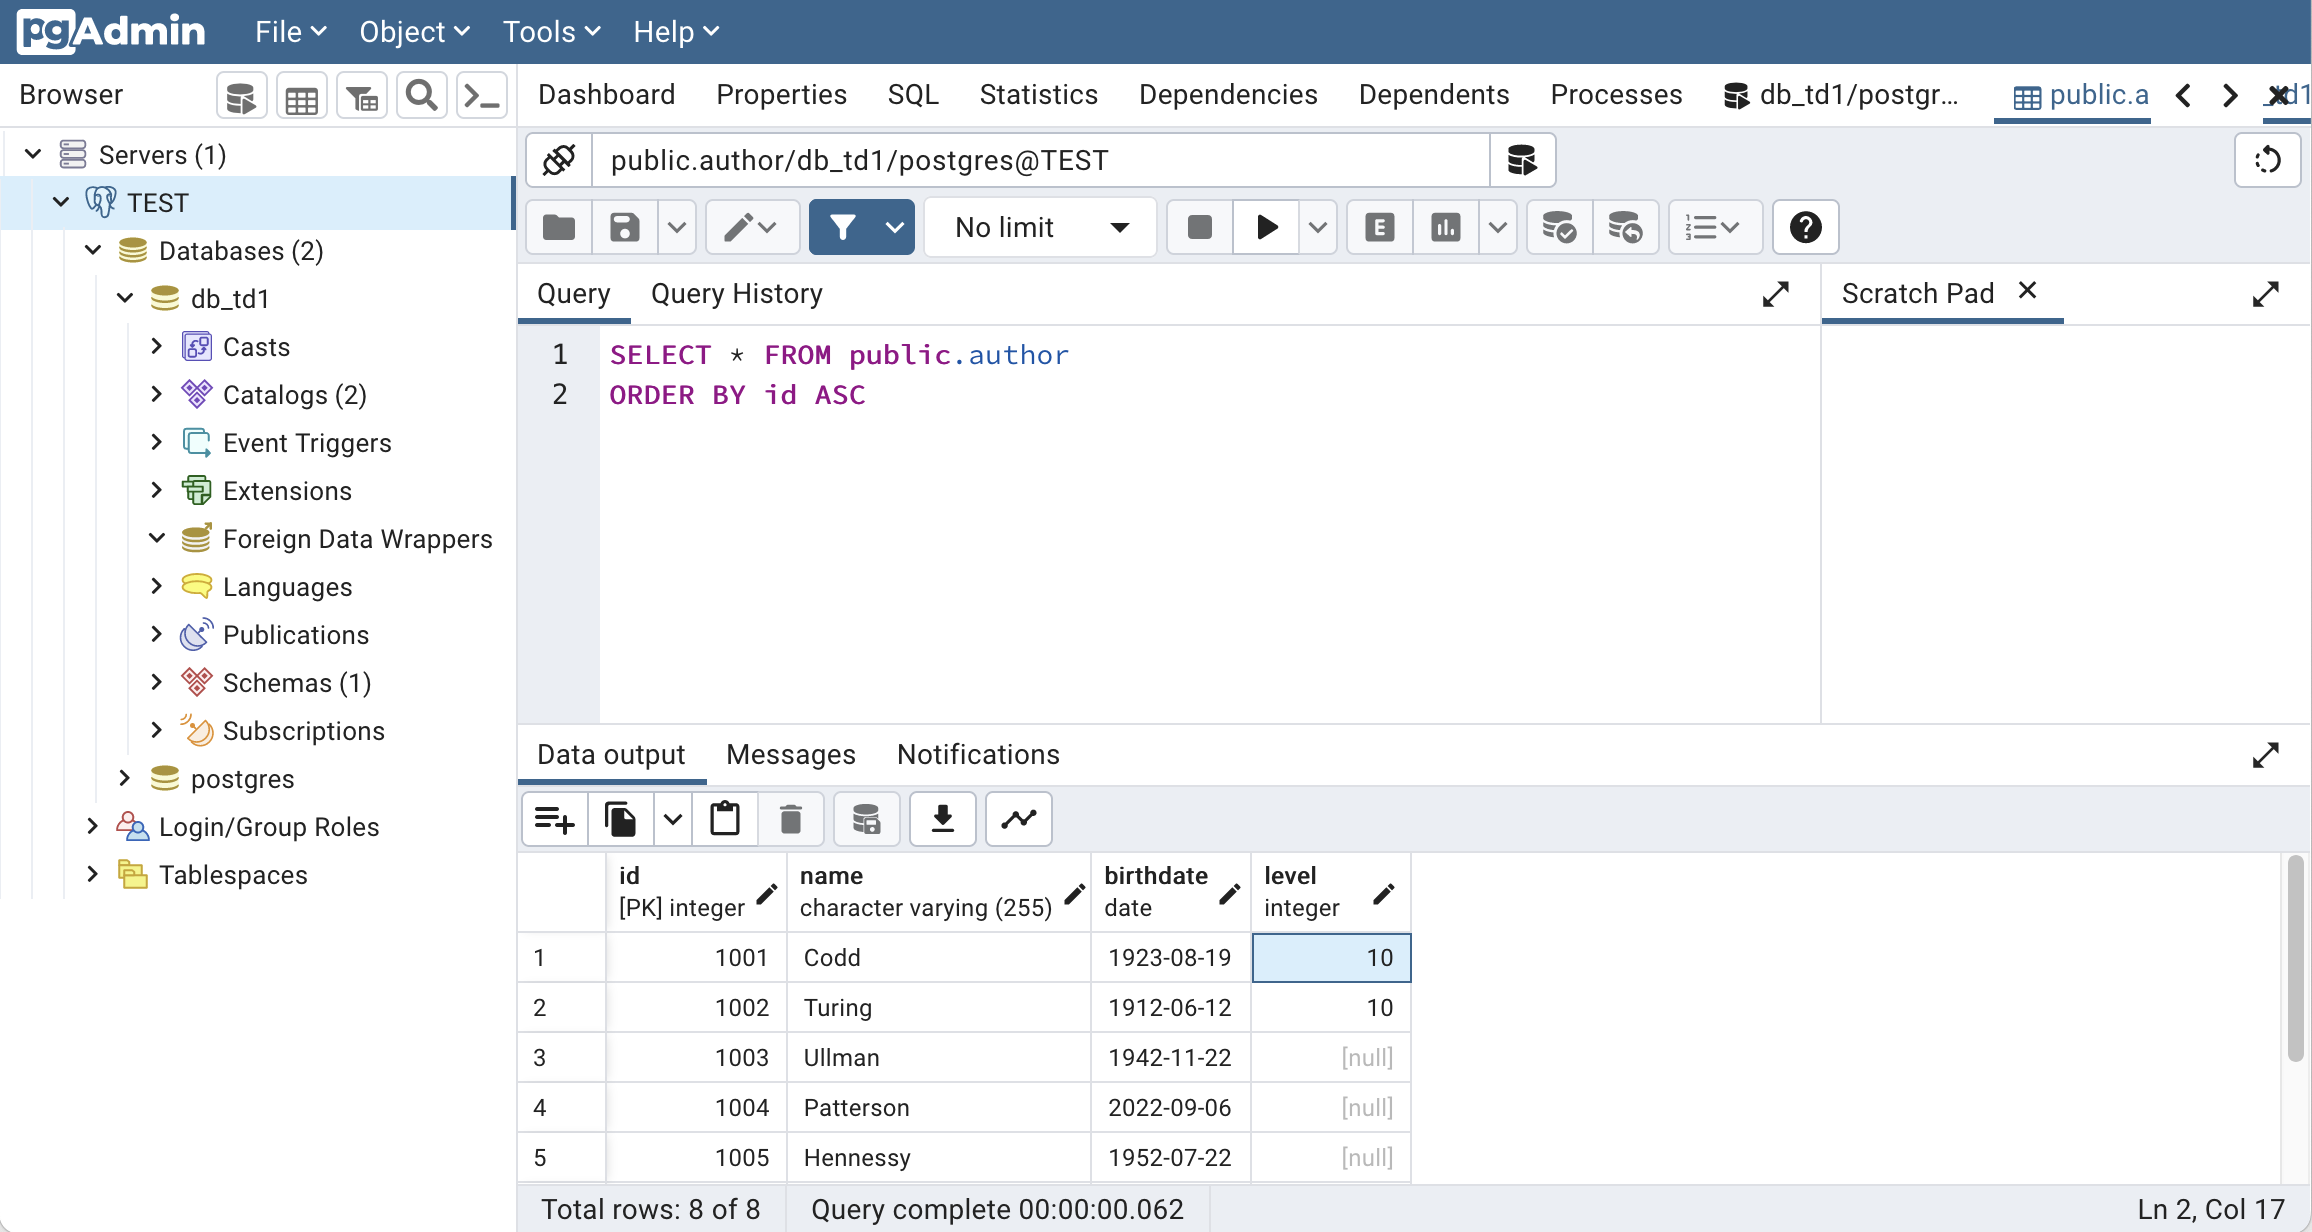 pgAdmin File Object Tools Help
Browser
Dashboard Properties SQL Statistics Dependencies Dependents Processes db_td1/postgr... public.a _td1
Servers (1)
TEST
Databases (2)
db_td1
Casts
Catalogs (2)
Event Triggers
Extensions
Foreign Data Wrappers
Languages
Publications
Schemas (1)
Subscriptions
postgres
Login/Group Roles
Tablespaces
public.author/db_td1/postgres@TEST
No limit E
Query Query History
Scratch Pad
1 SELECT * FROM public.author
2 ORDER BY id ASC
Data output Messages Notifications
id name birthdate level
[PK] integer character varying (255) date integer
1 1001 Codd 1923-08-19 10
2 1002 Turing 1912-06-12 10
3 1003 Ullman 1942-11-22 [null]
4 1004 Patterson 2022-09-06 [null]
5 1005 Hennessy 1952-07-22 [null]
Total rows: 8 of 8 Query complete 00:00:00.062 Ln 2, Col 17